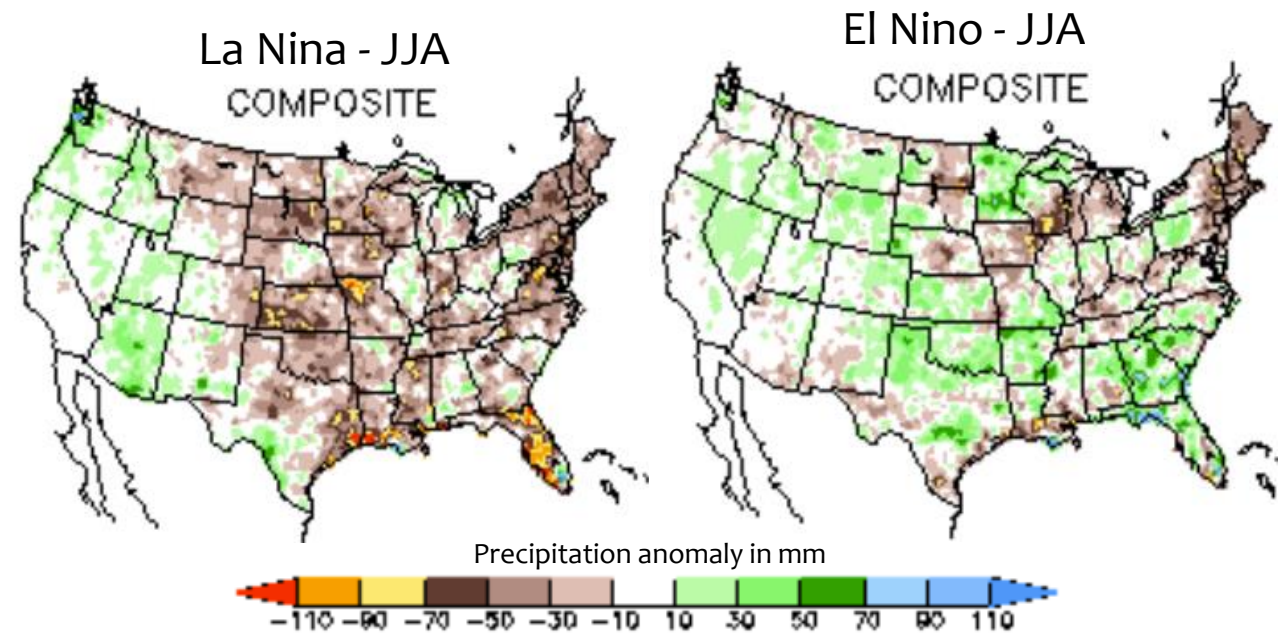 La Nina - JJA
COMPOSITE
El Nino - JJA
COMPOSITE
Precipitation anomaly in mm
-110 -90 -70 -50 -30 -10 10 30 50 70 90 110